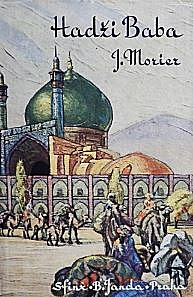 Hadži Baba
J. Morier
Sfinx • B. Janda • Praha